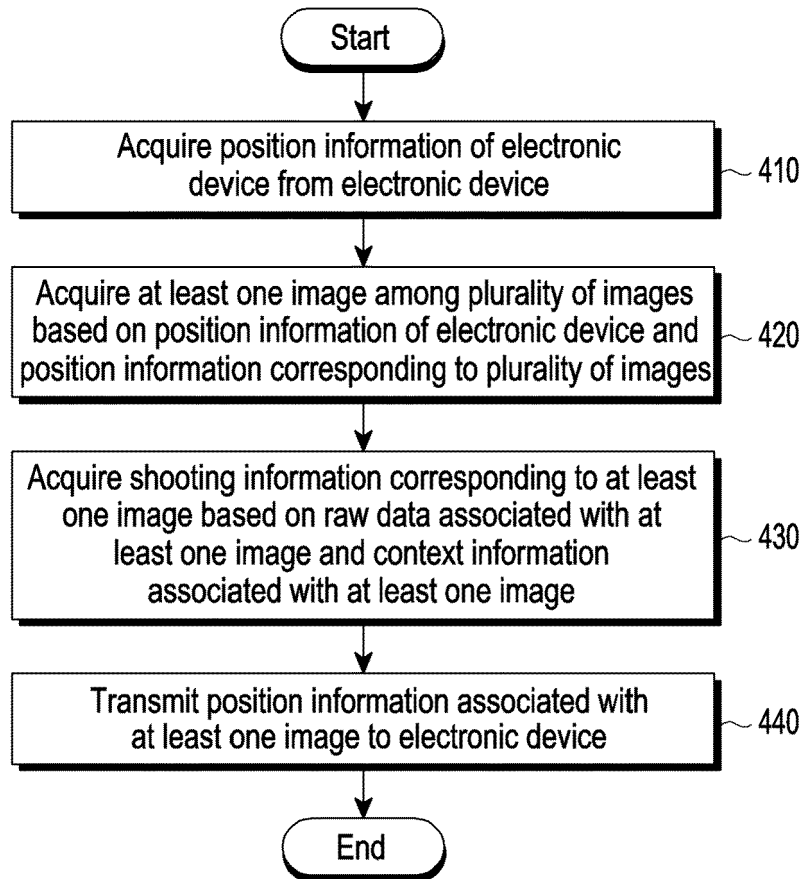 Start
Acquire position information of electronic
device from electronic device
410
Acquire at least one image among plurality of images
based on position information of electronic device and
position information corresponding to plurality of images
420
Acquire shooting information corresponding to at least
one image based on raw data associated with at
least one image and context information
associated with at least one image
430
Transmit position information associated with
at least one image to electronic device
440
End